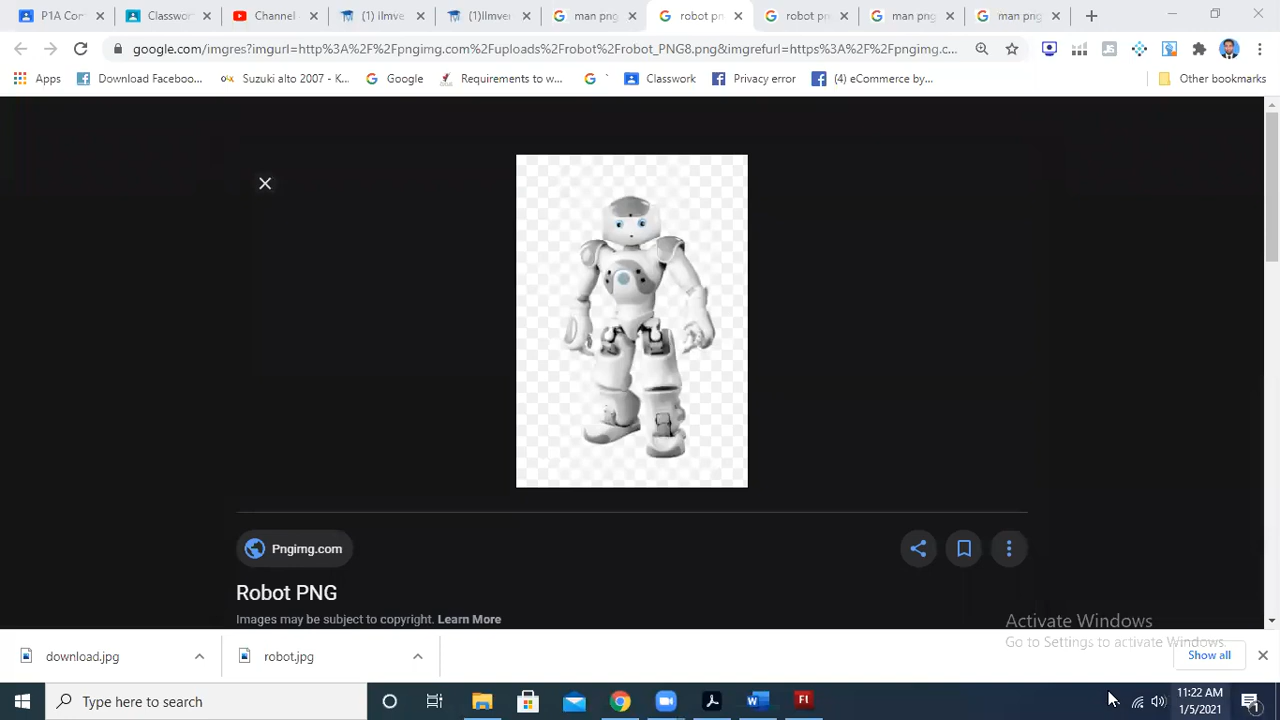 P1A Con
Classwor
Channel
(1) Ilmve
(1)Ilmver
man png
robot pn
robot pn
man png
man png
google.com/imgres?imgurl=http%3A%2F%2Fpngimg.com%2Fuploads%2Frobot%2Frobot_PNG8.png&imgrefurl=https%3A%2F%2Fpngimg.c...
Apps
Download Faceboo...
Suzuki alto 2007 - K...
Google
Requirements to w...
Classwork
Privacy error
(4) eCommerce by...
Other bookmarks
Pngimg.com
Robot PNG
Images may be subject to copyright. Learn More
Activate Windows
Go to Settings to activate Windows.
download.jpg
robot.jpg
Show all
Type here to search
11:22 AM
1/5/2021